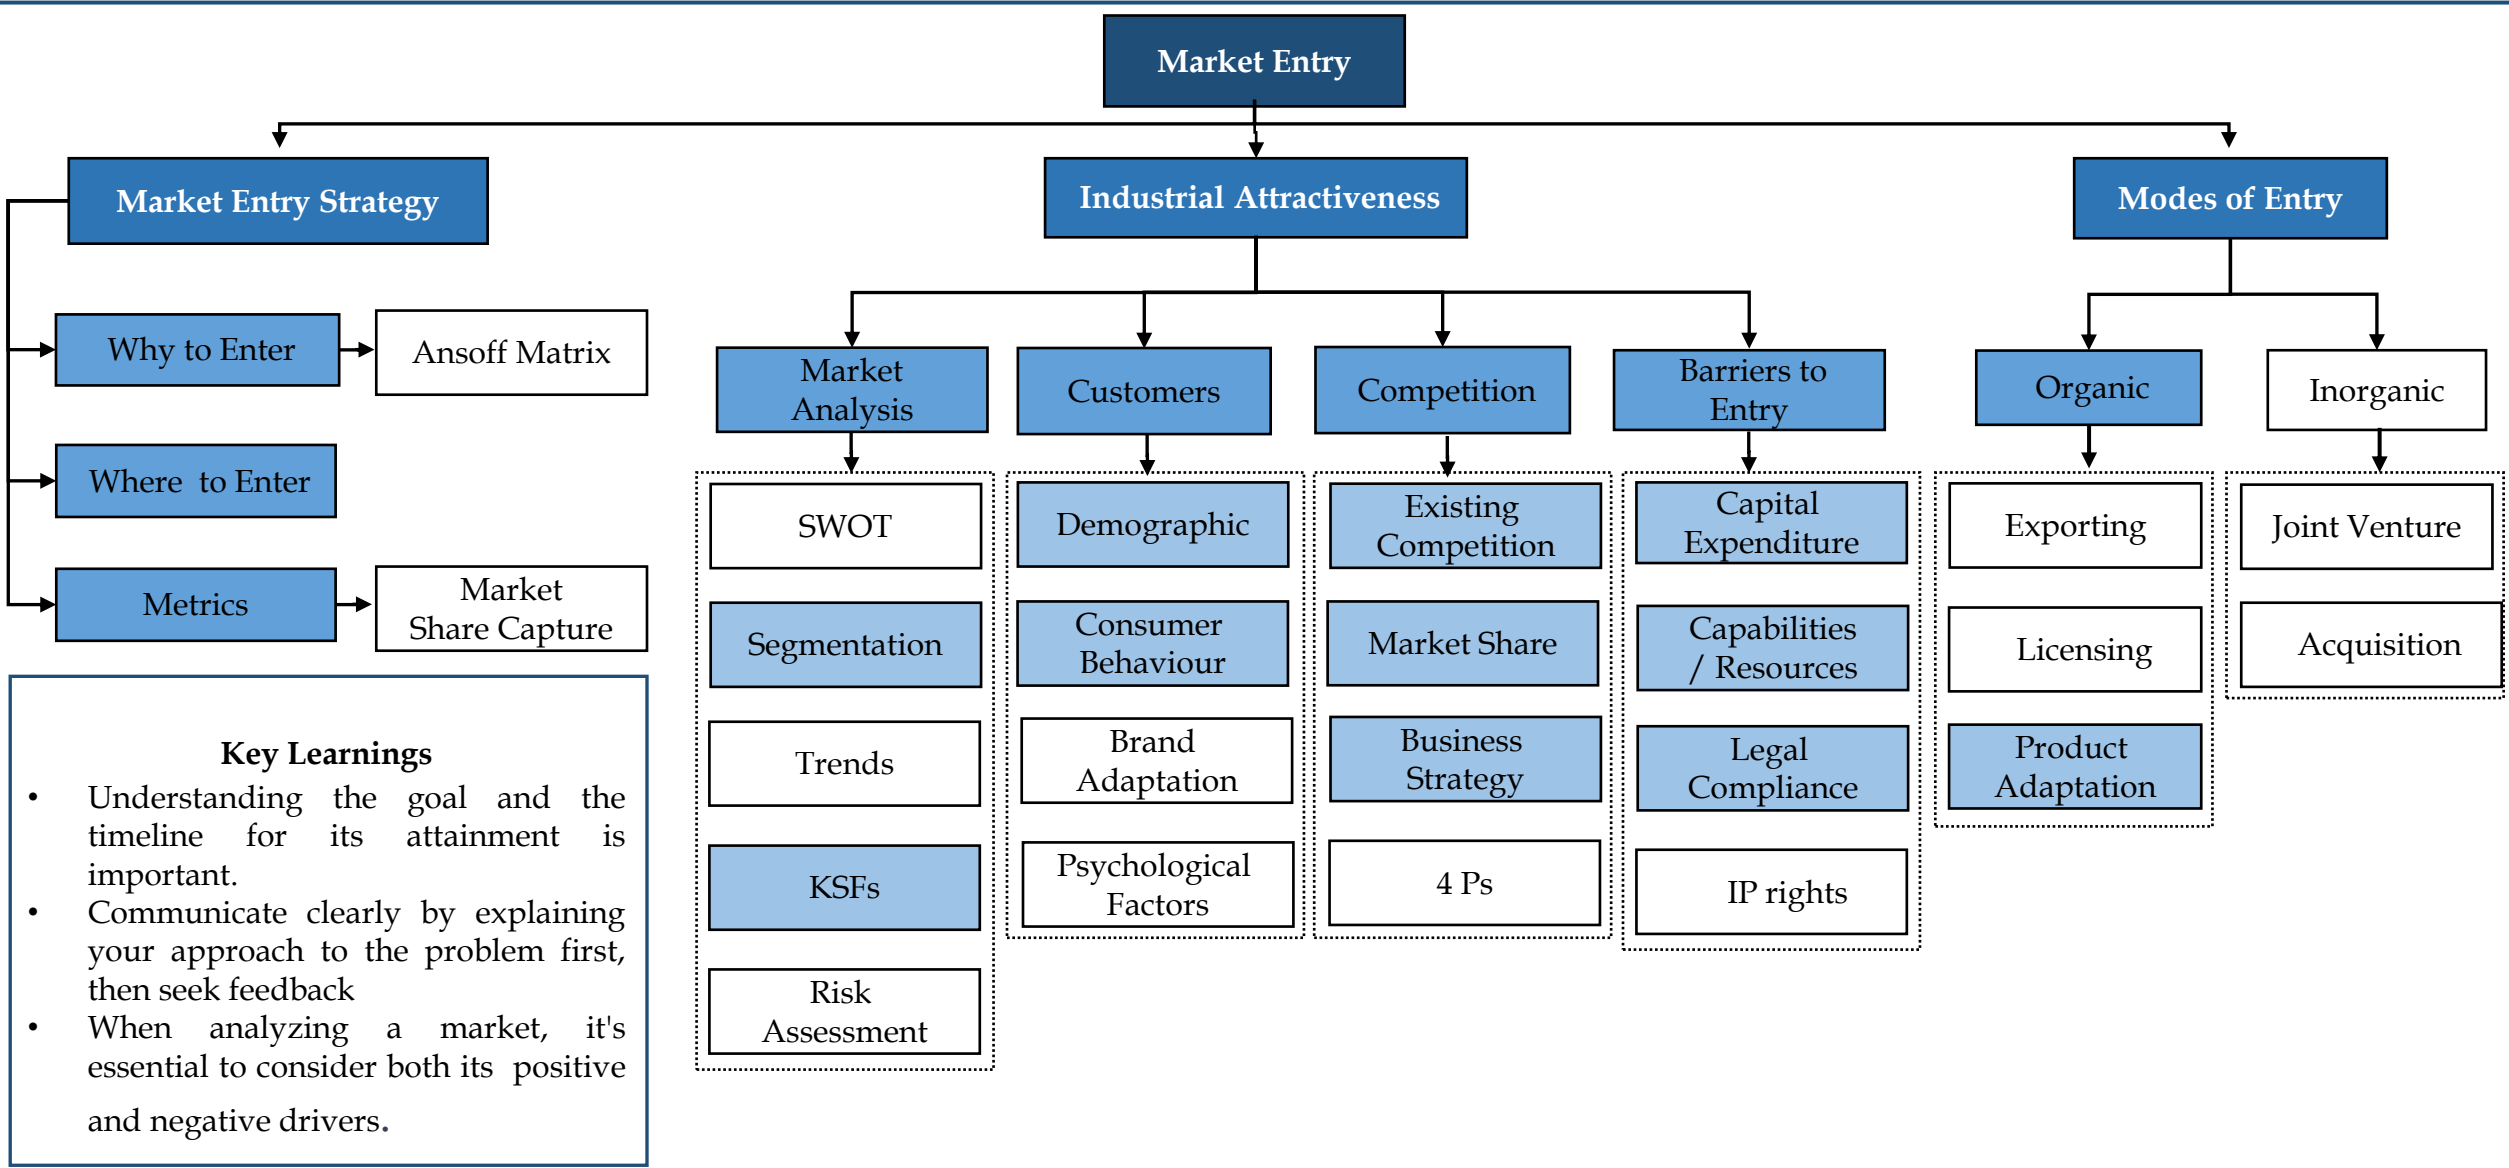 Market Entry
Market Entry Strategy
Industrial Attractiveness
Modes of Entry
Why to Enter
Ansoff Matrix
Where to Enter
Metrics
Market
Share Capture
Market
Analysis
Customers
Competition
Barriers to
Entry
Organic
Inorganic
SWOT
Segmentation
Trends
KSFs
Risk
Assessment
Demographic
Consumer
Behaviour
Brand
Adaptation
Psychological
Factors
Existing
Competition
Market Share
Business
Strategy
4 Ps
Capital
Expenditure
Capabilities
/ Resources
Legal
Compliance
IP rights
Exporting
Licensing
Product
Adaptation
Joint Venture
Acquisition
Key Learnings
• Understanding the goal and the
timeline for its attainment is
important.
• Communicate clearly by explaining
your approach to the problem first,
then seek feedback
• When analyzing a market, it's
essential to consider both its positive
and negative drivers.